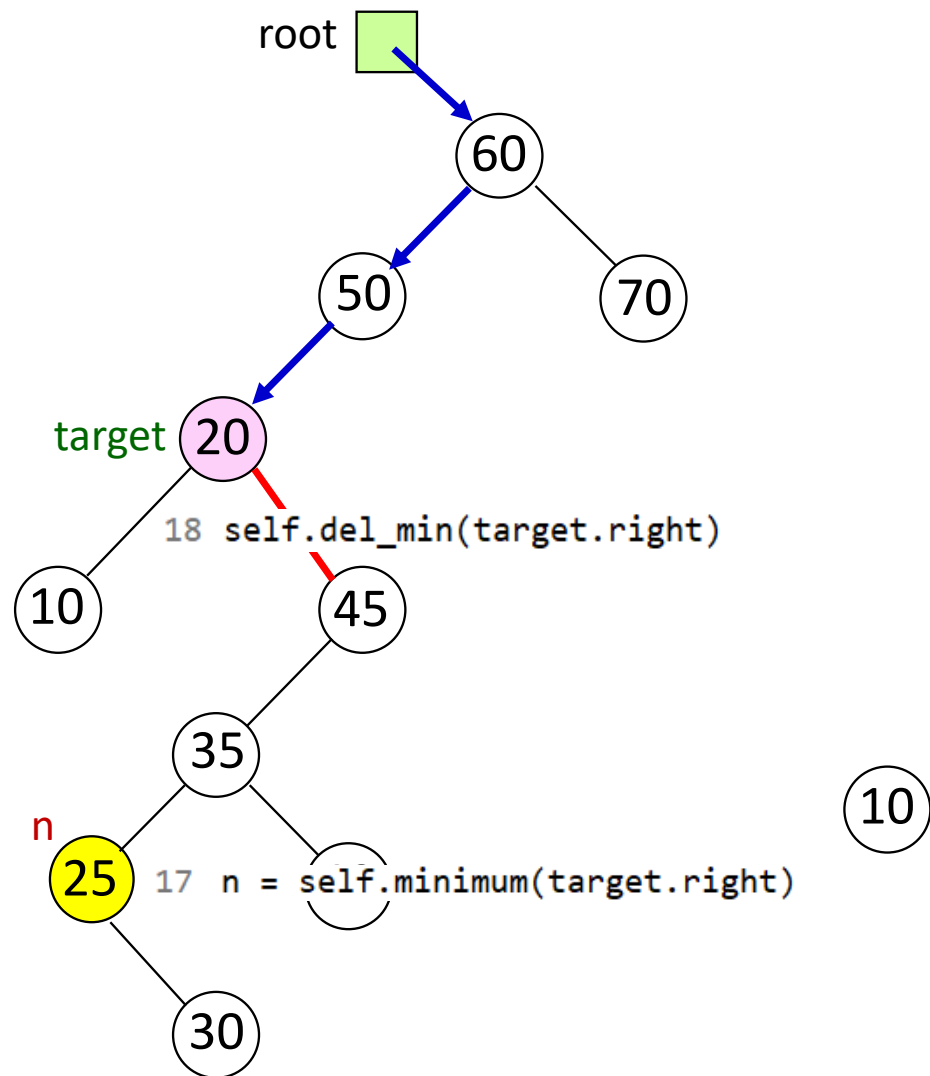 root
60
50
70
target
20
18 self.del_min(target.right)
10
45
35
10
n
25
17 n = self.minimum(target.right)
30